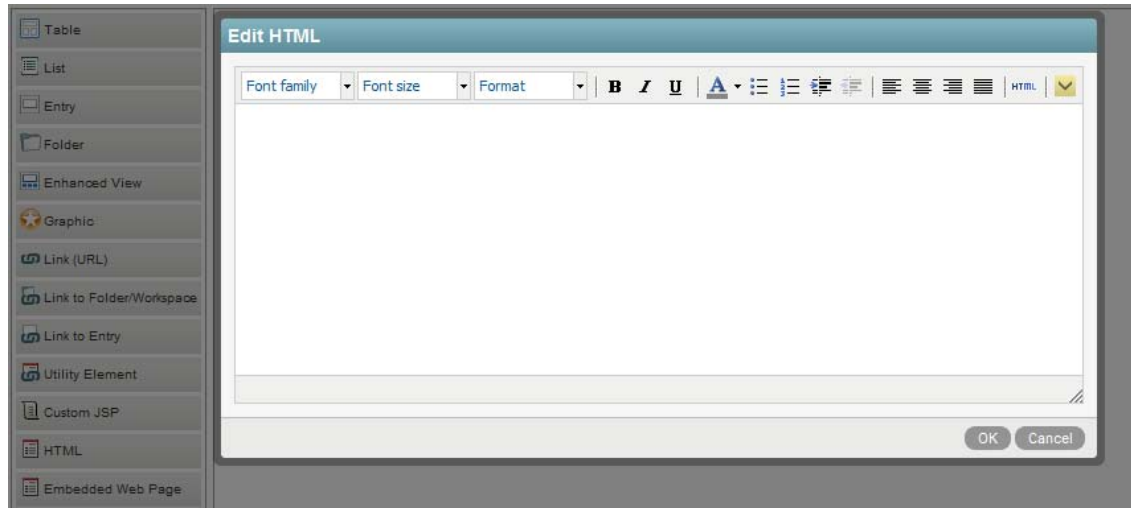 Table
List
Entry
Folder
Enhanced View
Graphic
Link (URL)
Link to Folder/Workspace
Link to Entry
Utility Element
Custom JSP
HTML
Embedded Web Page
Edit HTML
Font family Font size Format B I U A HTML
OK Cancel